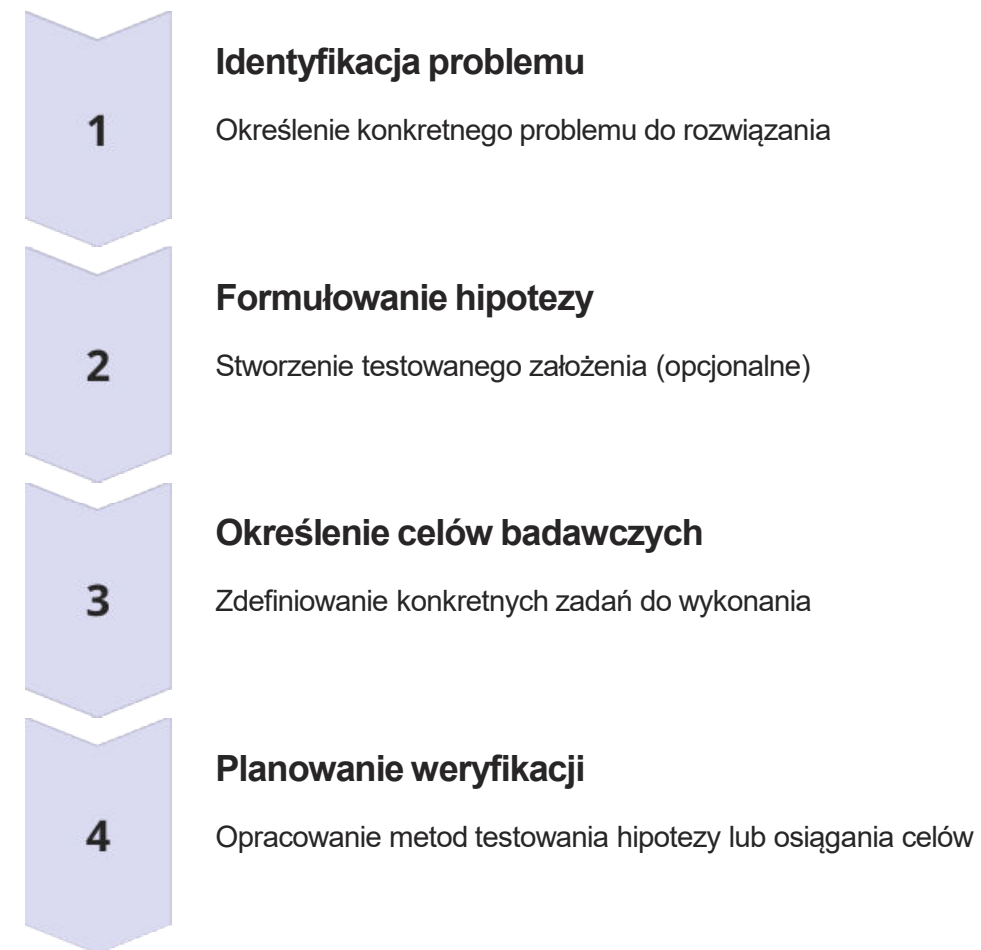 1
Identyfikacja problemu
Określenie konkretnego problemu do rozwiązania
2
Formułowanie hipotezy
Stworzenie testowanego założenia (opcjonalne)
3
Określenie celów badawczych
Zdefiniowanie konkretnych zadań do wykonania
4
Planowanie weryfikacji
Opracowanie metod testowania hipotezy lub osiągania celów